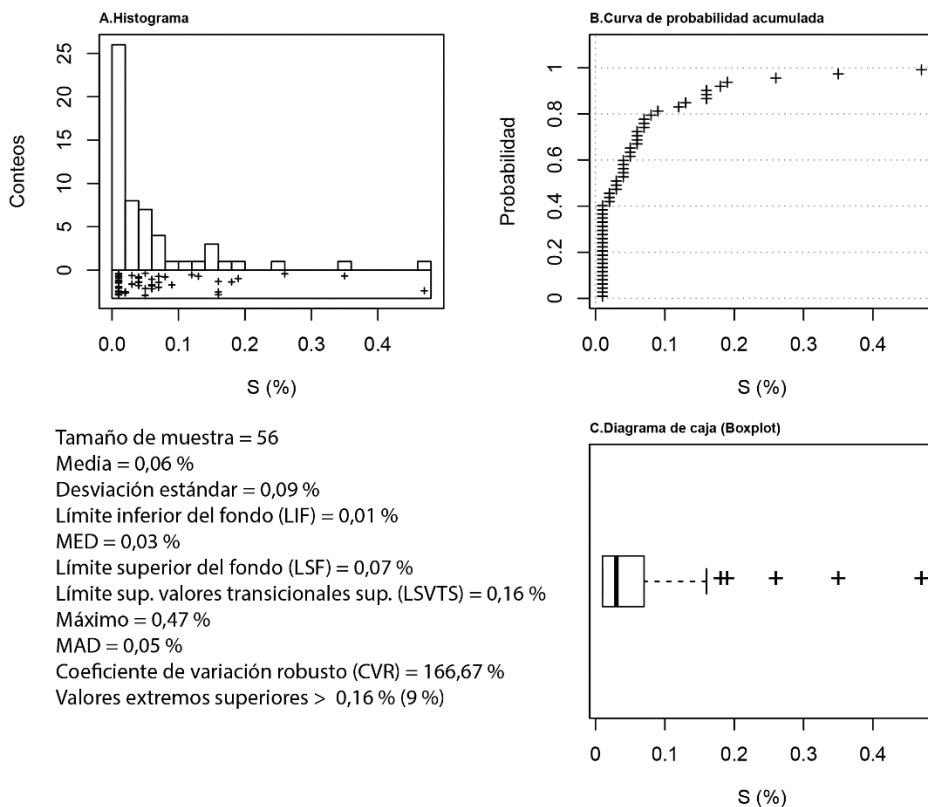 A.Histograma
Conteos
25
20
15
10
5
0
0.0 0.1 0.2 0.3 0.4
S (%)
B.Curva de probabilidad acumulada
Probabilidad
1
0.8
0.6
0.4
0.2
0
0.0 0.1 0.2 0.3 0.4
S (%)
Tamaño de muestra = 56
Media = 0,06 %
Desviación estándar = 0,09 %
Límite inferior del fondo (LIF) = 0,01 %
MED = 0,03 %
Límite superior del fondo (LSF) = 0,07 %
Límite sup. valores transicionales sup. (LSVTS) = 0,16 %
Máximo = 0,47 %
MAD = 0,05 %
Coeficiente de variación robusto (CVR) = 166,67 %
Valores extremos superiores > 0,16 % (9 %)
C.Diagrama de caja (Boxplot)
0 0.1 0.2 0.3 0.4
S (%)